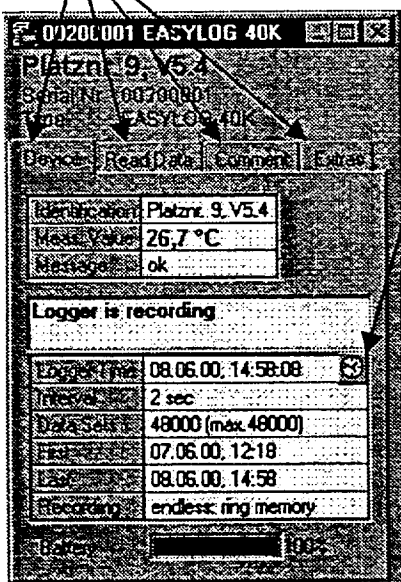 00200001 EASYLOG 40K
Platznr. 9, V5.4
Serial Nr. 00200001
EASYLOG 40K
Device Read Data Comment Extras
Identification Platznr. 9, V5.4
Meas. Value 26,7 °C
Message ok
Logger is recording
Logger Time 08.06.00; 14:58:08
Interval 2 sec
Data Sets 48000 (max. 48000)
First 07.06.00; 12:18
Last 08.06.00; 14:58
Recording endless: ring memory
Battery 100%